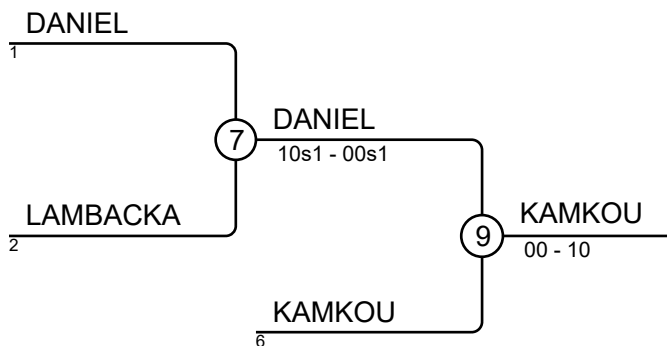 DANIEL
1
7
DANIEL
10s1 - 00s1
LAMBACKA
2
9
KAMKOU
00 - 10
KAMKOU
6